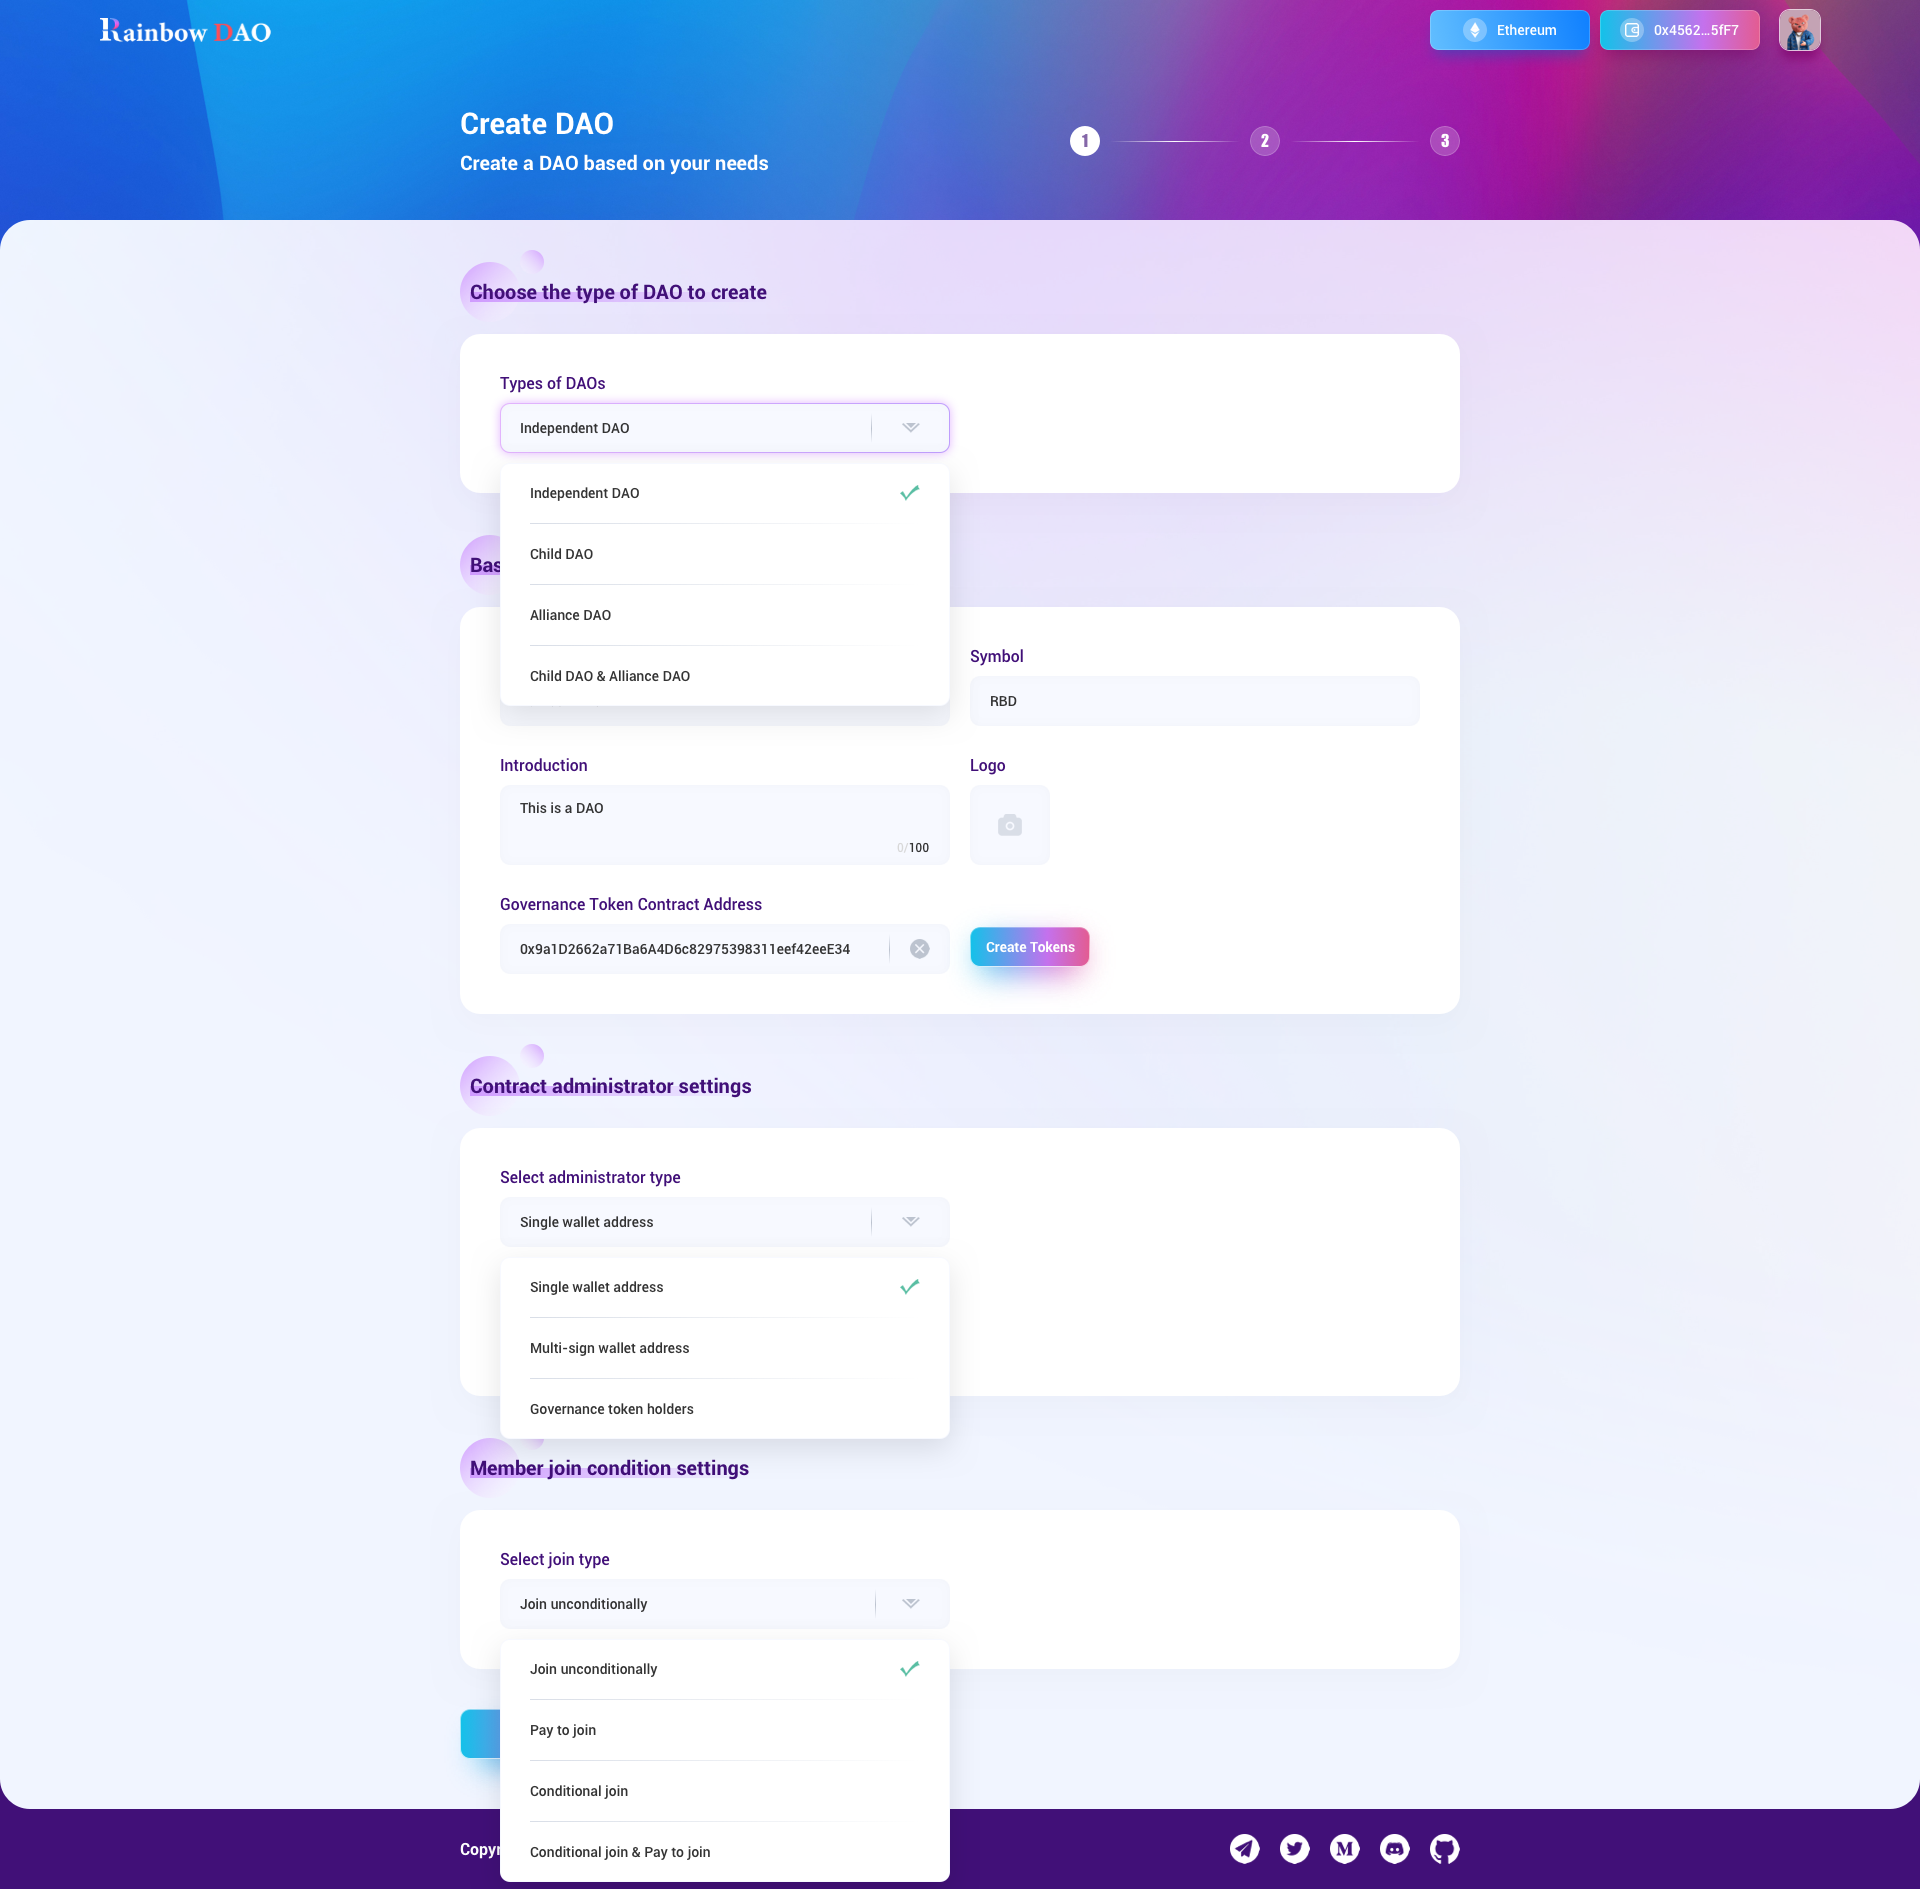 Rainbow DAO
Ethereum
0x4562...5fF7
Create DAO
Create a DAO based on your needs
1
2
3
Choose the type of DAO to create
Types of DAOs
Independent DAO
Independent DAO
Child DAO
Alliance DAO
Child DAO & Alliance DAO
Bas
Symbol
RBD
Introduction
This is a DAO
0/100
Logo
Governance Token Contract Address
0x9a1D2662a71Ba6A4D6c82975398311eef42eeE34
Create Tokens
Contract administrator settings
Select administrator type
Single wallet address
Single wallet address
Multi-sign wallet address
Governance token holders
Member join condition settings
Select join type
Join unconditionally
Join unconditionally
Pay to join
Conditional join
Conditional join & Pay to join
Copyr
M